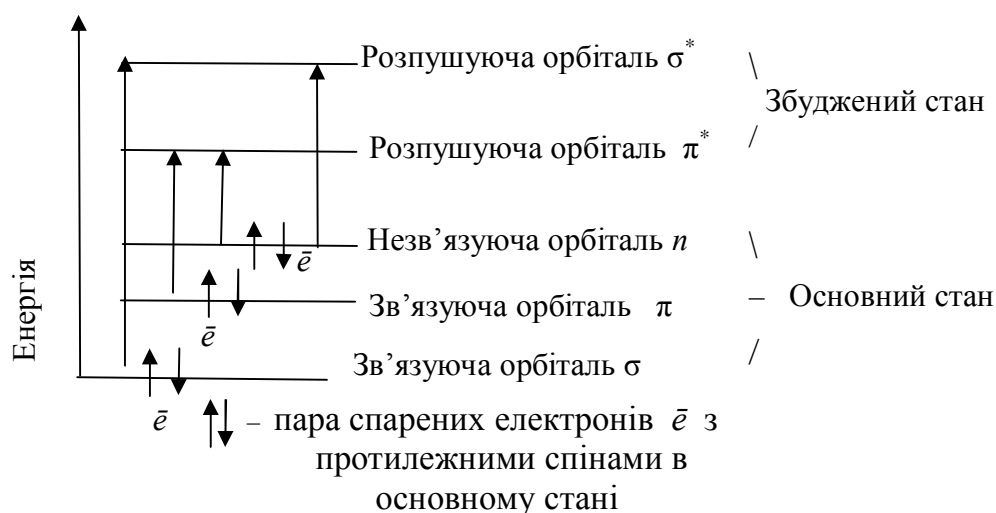 Розпушуюча орбіталь σ*
Збуджений стан
Розпушуюча орбіталь π*
Незв’язуюча орбіталь n
ē
Енергія
Зв’язуюча орбіталь π
– Основний стан
ē
Зв’язуюча орбіталь σ
ē
– пара спарених електронів ē з
протилежними спінами в
основному стані